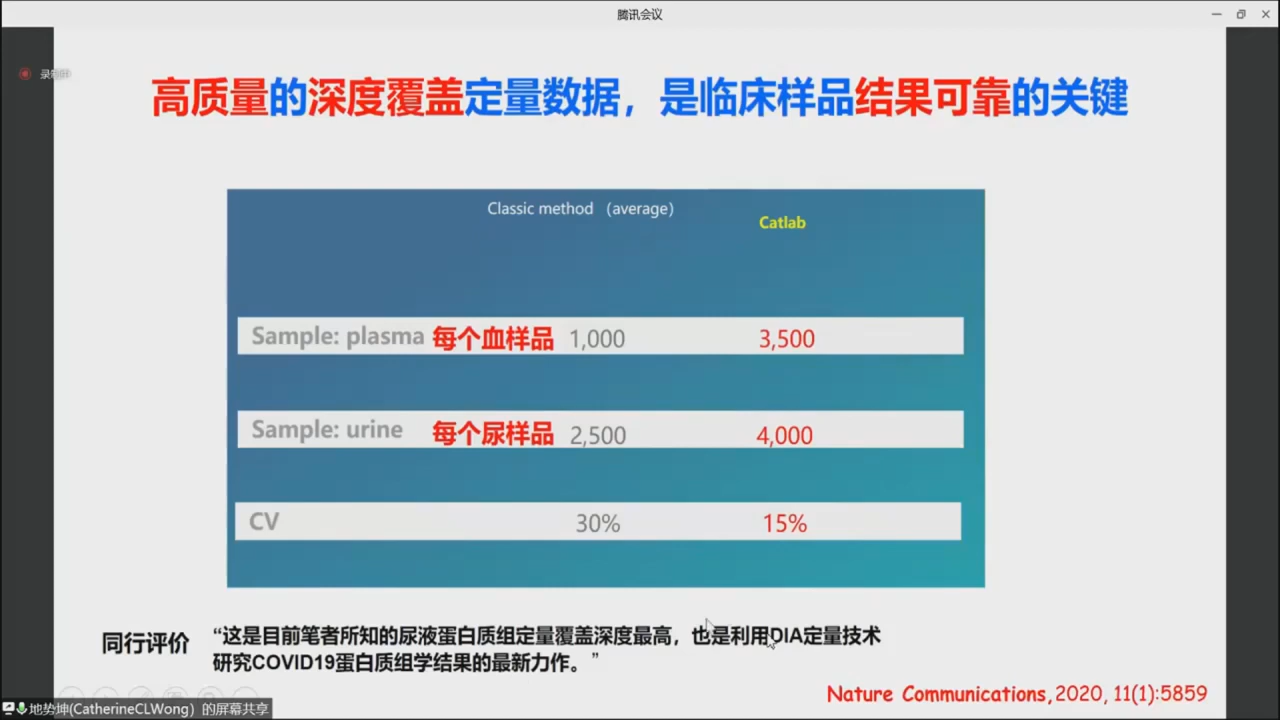 腾讯会议
录制中
高质量的深度覆盖定量数据，是临床样品结果可靠的关键
Classic method （average）
Catlab
Sample: plasma 每个血样品 1,000 3,500
Sample: urine 每个尿样品 2,500 4,000
CV 30% 15%
同行评价
“这是目前笔者所知的尿液蛋白质组定量覆盖深度最高，也是利用DIA定量技术
研究COVID19蛋白质组学结果的最新力作。”
Nature Communications,2020, 11(1):5859
地势坤(CatherineCLWong）的屏幕共享